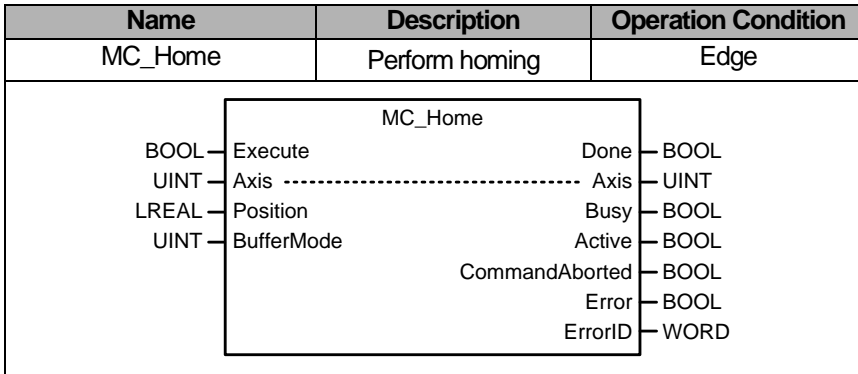 Name Description Operation Condition
MC_Home Perform homing Edge
MC_Home
BOOL Execute Done BOOL
UINT Axis Axis UINT
LREAL Position Busy BOOL
UINT BufferMode Active BOOL
CommandAborted BOOL
Error BOOL
ErrorID WORD